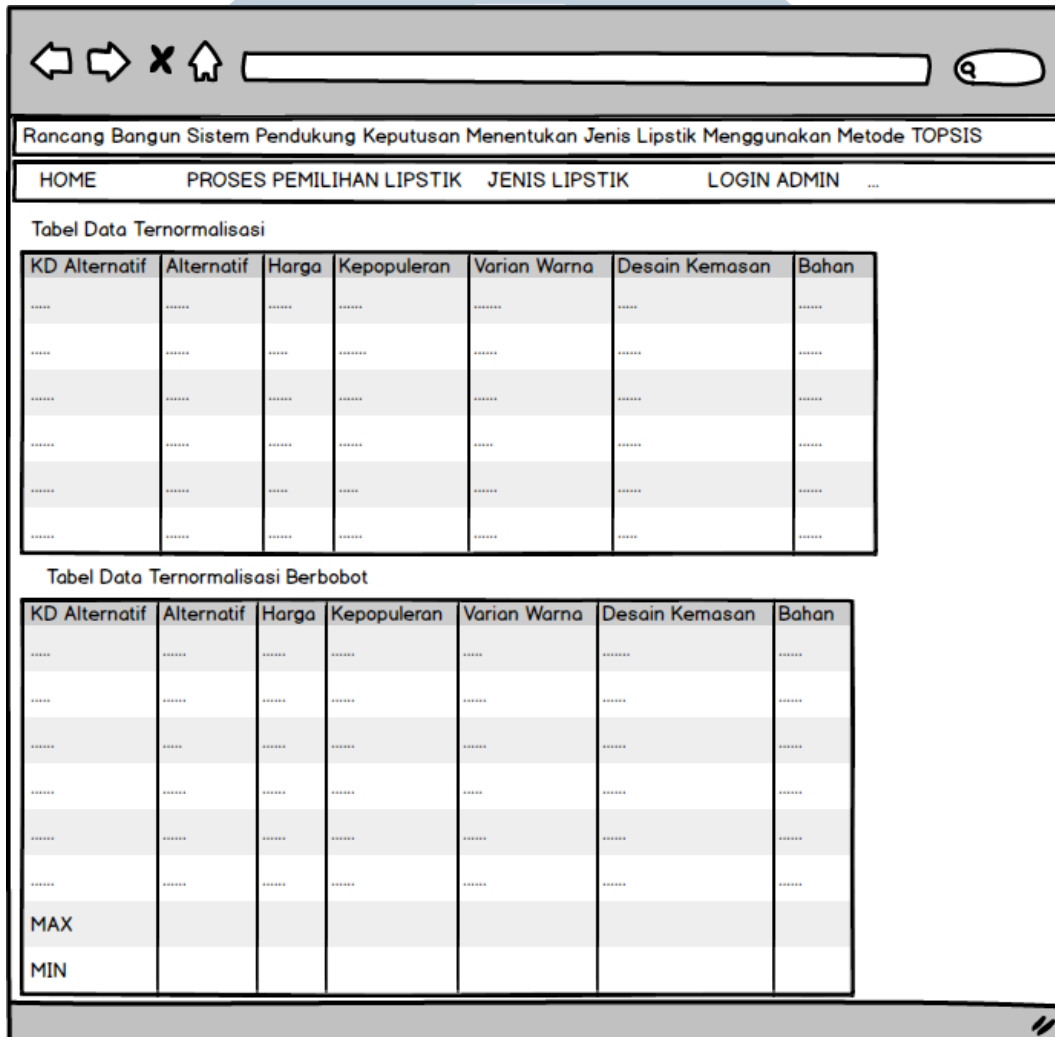 Rancang Bangun Sistem Pendukung Keputusan Menentukan Jenis Lipstik Menggunakan Metode TOPSIS
HOME PROSES PEMILIHAN LIPSTIK JENIS LIPSTIK LOGIN ADMIN ...
Tabel Data Ternormalisasi
KD Alternatif Alternatif Harga Kepopuleran Varian Warna Desain Kemasan Bahan
..... ...... ...... ...... ....... ..... ......
..... ...... ..... ....... ...... ...... ......
...... ...... ...... ...... ...... ...... ......
...... ...... ...... ...... ..... ...... ......
...... ...... ..... ..... ...... ...... ......
...... ...... ...... ...... ...... ..... ......
Tabel Data Ternormalisasi Berbobot
KD Alternatif Alternatif Harga Kepopuleran Varian Warna Desain Kemasan Bahan
..... ...... ...... ...... ..... ....... ......
..... ...... ...... ...... ...... ...... ......
...... ..... ...... ...... ...... ...... ......
...... ...... ...... ...... ..... ...... ......
...... ...... ...... ...... ...... ...... ......
...... ...... ...... ...... ...... ...... ......
MAX
MIN